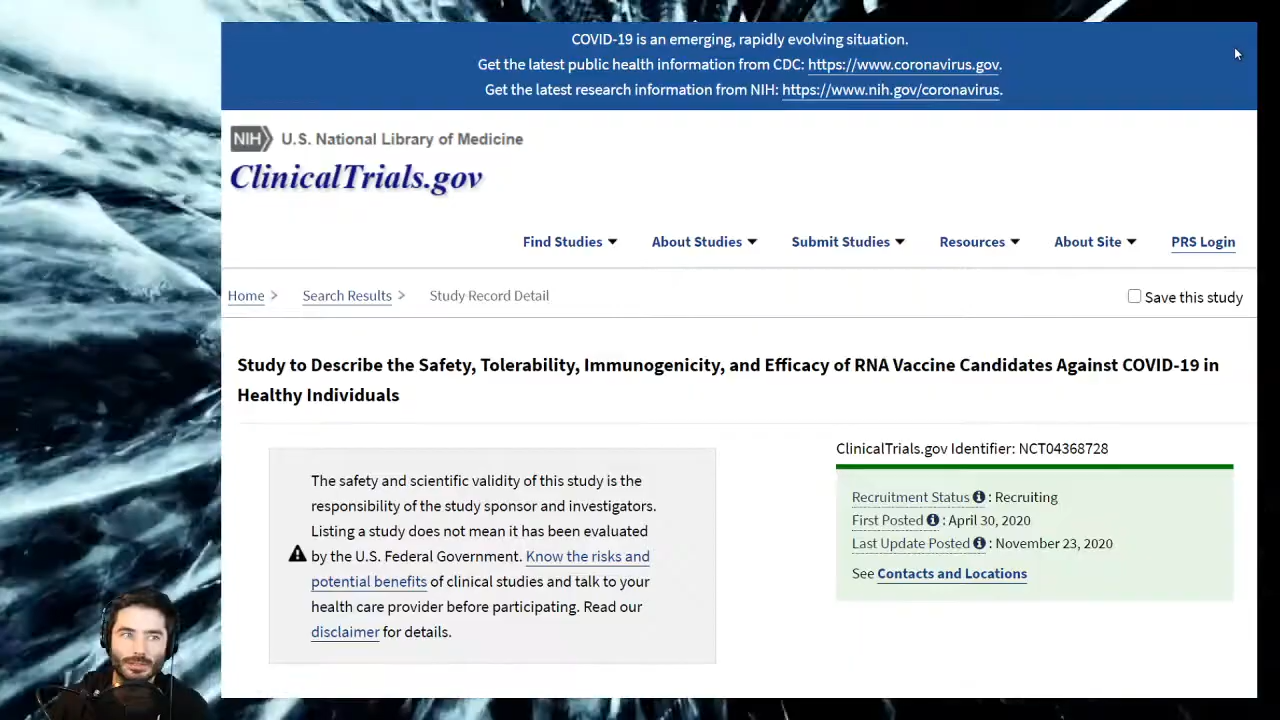 COVID-19 is an emerging, rapidly evolving situation.
Get the latest public health information from CDC: https://www.coronavirus.gov.
Get the latest research information from NIH: https://www.nih.gov/coronavirus.
NIH U.S. National Library of Medicine
ClinicalTrials.gov
Find Studies About Studies Submit Studies Resources About Site PRS Login
Home > Search Results > Study Record Detail Save this study
Study to Describe the Safety, Tolerability, Immunogenicity, and Efficacy of RNA Vaccine Candidates Against COVID-19 in
Healthy Individuals
The safety and scientific validity of this study is the
responsibility of the study sponsor and investigators.
Listing a study does not mean it has been evaluated
by the U.S. Federal Government. Know the risks and
potential benefits of clinical studies and talk to your
health care provider before participating. Read our
disclaimer for details.
ClinicalTrials.gov Identifier: NCT04368728
Recruitment Status : Recruiting
First Posted : April 30, 2020
Last Update Posted : November 23, 2020
See Contacts and Locations